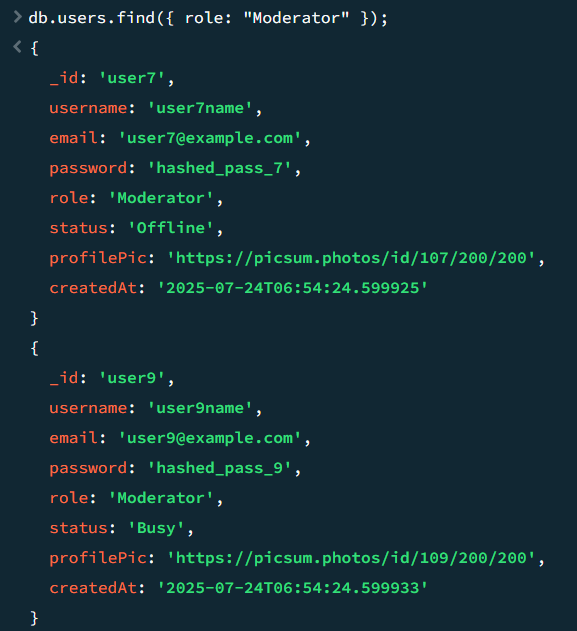 > db.users.find({ role: "Moderator" });
< {
_id: 'user7',
username: 'user7name',
email: 'user7@example.com',
password: 'hashed_pass_7',
role: 'Moderator',
status: 'Offline',
profilePic: 'https://picsum.photos/id/107/200/200',
createdAt: '2025-07-24T06:54:24.599925'
}
{
_id: 'user9',
username: 'user9name',
email: 'user9@example.com',
password: 'hashed_pass_9',
role: 'Moderator',
status: 'Busy',
profilePic: 'https://picsum.photos/id/109/200/200',
createdAt: '2025-07-24T06:54:24.599933'
}